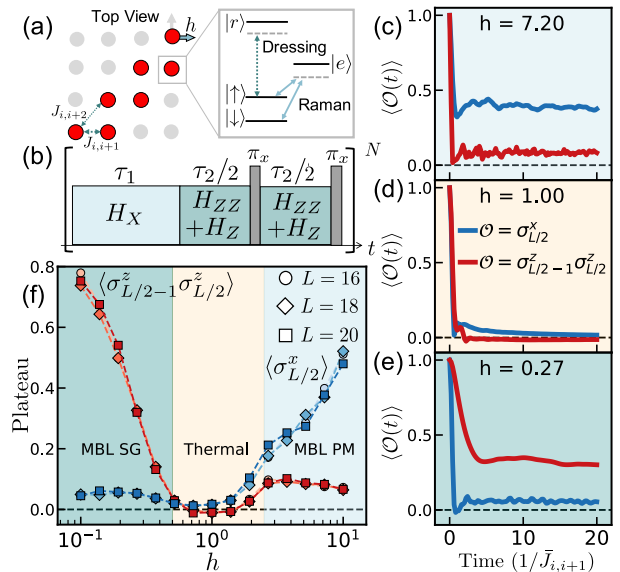 (a) Top View
h
J_{i,i+2}
J_{i,i+1}
|r⟩
Dressing
|e⟩
|↑⟩
Raman
|↓⟩
(b)
τ_1 τ_2/2 π_x τ_2/2 π_x N
H_X
H_{ZZ} +H_Z
H_{ZZ} +H_Z
t
(c) h = 7.20
⟨O(t)⟩
1.0
0.5
0.0
(d) h = 1.00
⟨O(t)⟩
1.0
0.5
0.0
O = σ^x_{L/2}
O = σ^z_{L/2−1}σ^z_{L/2}
(e) h = 0.27
⟨O(t)⟩
1.0
0.5
0.0
0 10 20
Time (1/J̄_{i,i+1})
(f)
⟨σ^z_{L/2−1}σ^z_{L/2}⟩
L = 16
L = 18
L = 20
⟨σ^x_{L/2}⟩
Plateau
0.8
0.6
0.4
0.2
0.0
MBL SG Thermal MBL PM
10^{−1} 10^0 10^1
h